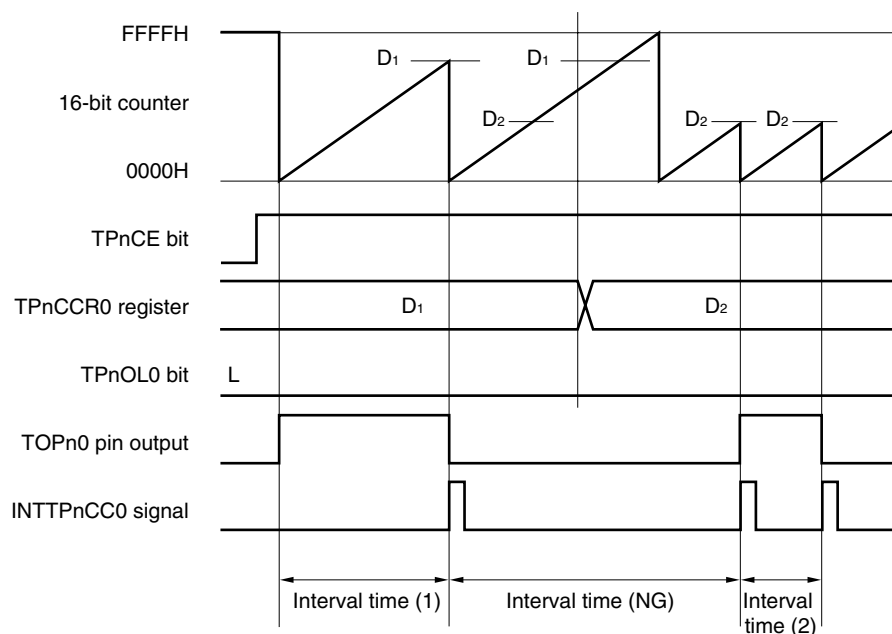 FFFFH
D1
D1
16-bit counter
D2
D2
D2
0000H
TPnCE bit
TPnCCR0 register
D1
D2
TPnOL0 bit
L
TOPn0 pin output
INTTPnCC0 signal
Interval time (1)
Interval time (NG)
Interval
time (2)